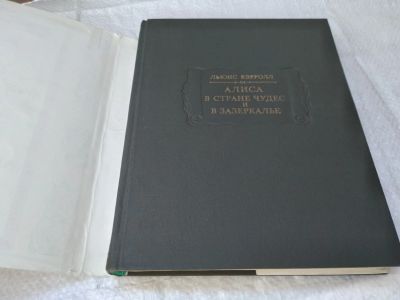 ЛЬЮИС КЭРРОЛЛ
АЛИСА
В СТРАНЕ ЧУДЕС
И
В ЗАЗЕРКАЛЬЕ